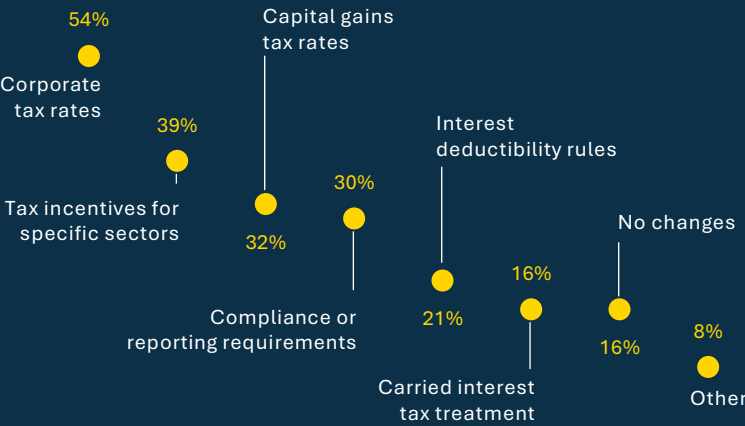 54%
Corporate
tax rates
39%
Tax incentives for
specific sectors
Capital gains
tax rates
32%
30%
Compliance or
reporting requirements
Interest
deductibility rules
21%
16%
Carried interest
tax treatment
No changes
16%
8%
Other